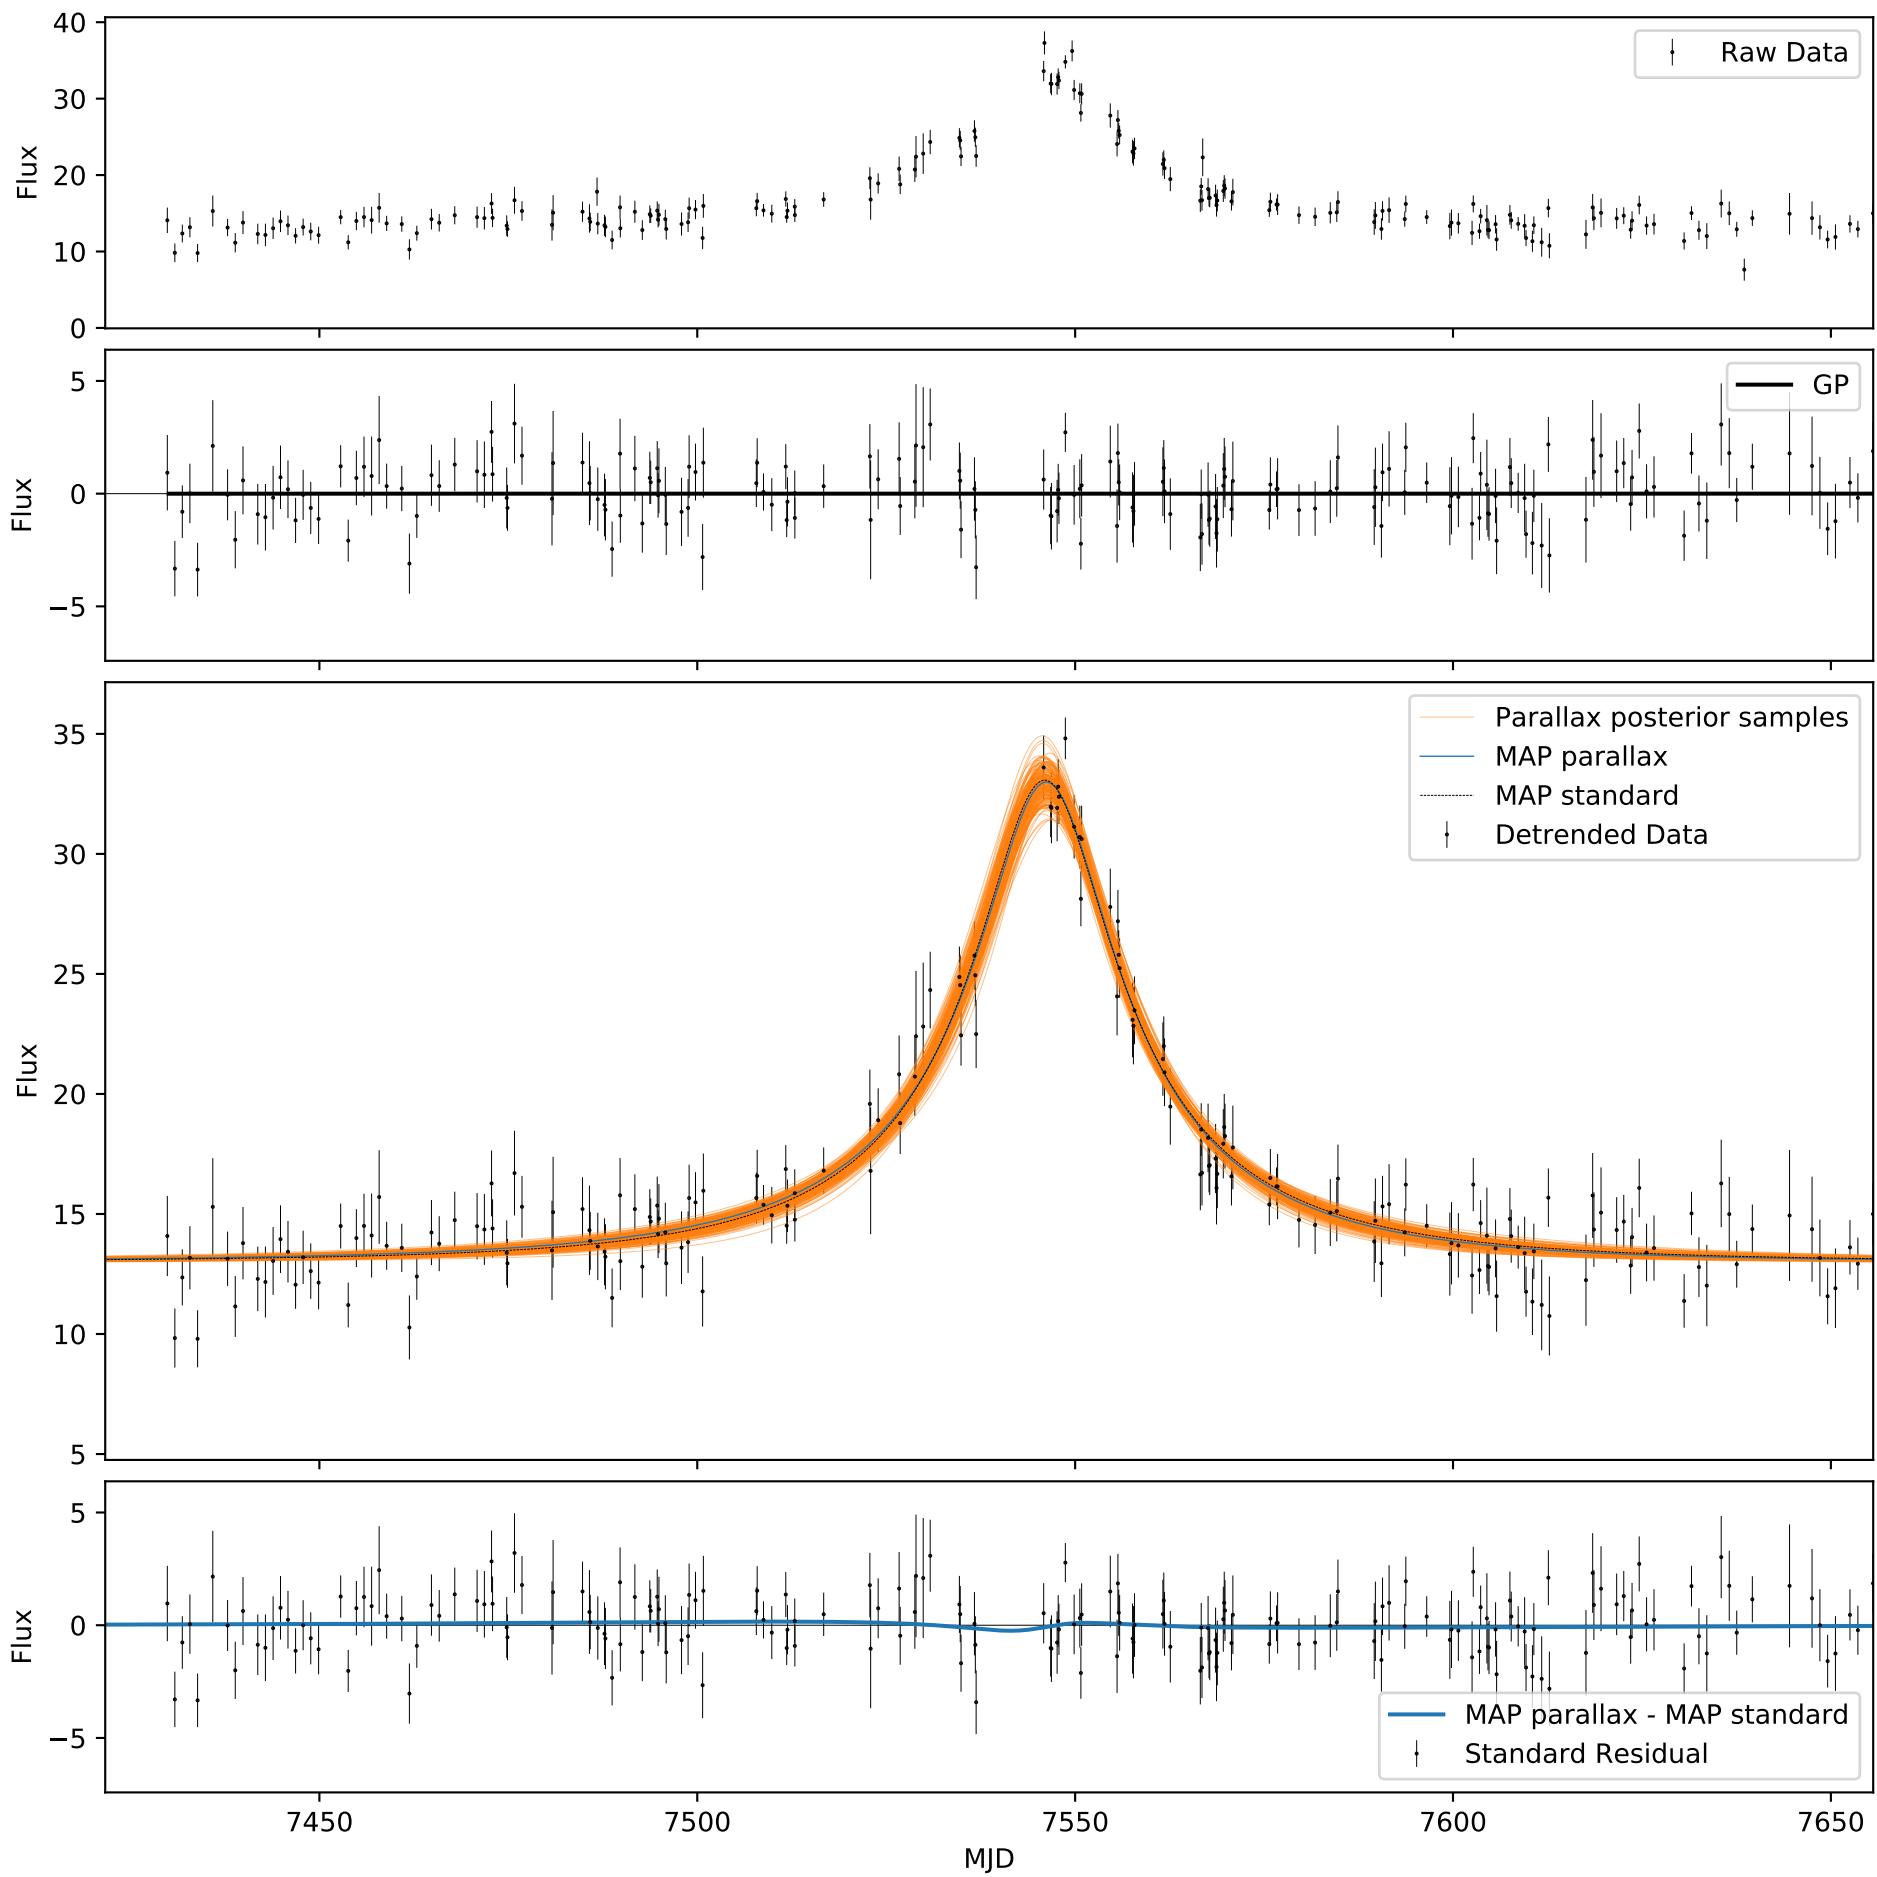 40
30
20
10
0
Flux
Raw Data
5
0
−5
Flux
GP
35
30
25
20
15
10
5
Flux
Parallax posterior samples
MAP parallax
MAP standard
Detrended Data
5
0
−5
Flux
MAP parallax - MAP standard
Standard Residual
7450 7500 7550 7600 7650
MJD